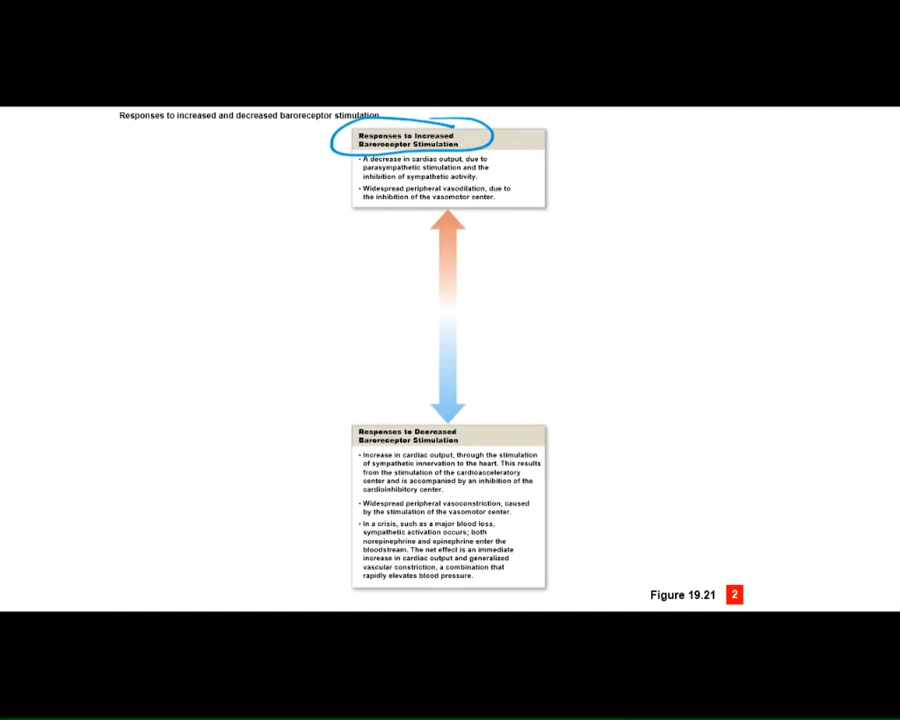 Responses to increased and decreased baroreceptor stimulation
Responses to Increased
Baroreceptor Stimulation
• A decrease in cardiac output, due to
parasympathetic stimulation and the
inhibition of sympathetic activity.
• Widespread peripheral vasodilation, due to
the inhibition of the vasomotor center.
Responses to Decreased
Baroreceptor Stimulation
• Increase in cardiac output, through the stimulation
of sympathetic innervation to the heart. This results
from the stimulation of the cardioacceleratory
center and is accompanied by an inhibition of the
cardioinhibitory center.
• Widespread peripheral vasoconstriction, caused
by the stimulation of the vasomotor center.
• In a crisis, such as a major blood loss,
sympathetic activation occurs; both
norepinephrine and epinephrine enter the
bloodstream. The net effect is an immediate
increase in cardiac output and generalized
vascular constriction, a combination that
rapidly elevates blood pressure.
Figure 19.21 2